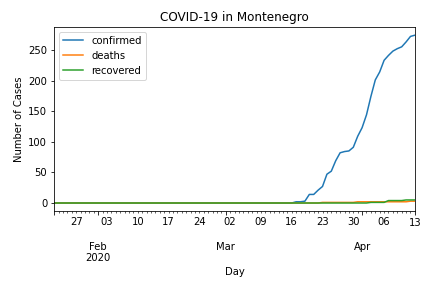 COVID-19 in Montenegro
confirmed
deaths
recovered
Number of Cases
250
200
150
100
50
0
27 03 10 17 24 02 09 16 23 30 06 13
Feb Mar Apr
2020
Day